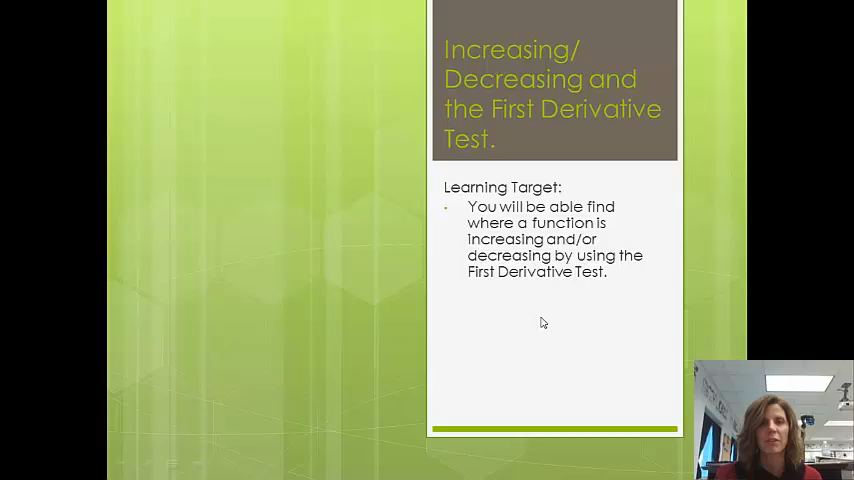 Increasing/
Decreasing and
the First Derivative
Test.
Learning Target:
You will be able find
where a function is
increasing and/or
decreasing by using the
First Derivative Test.